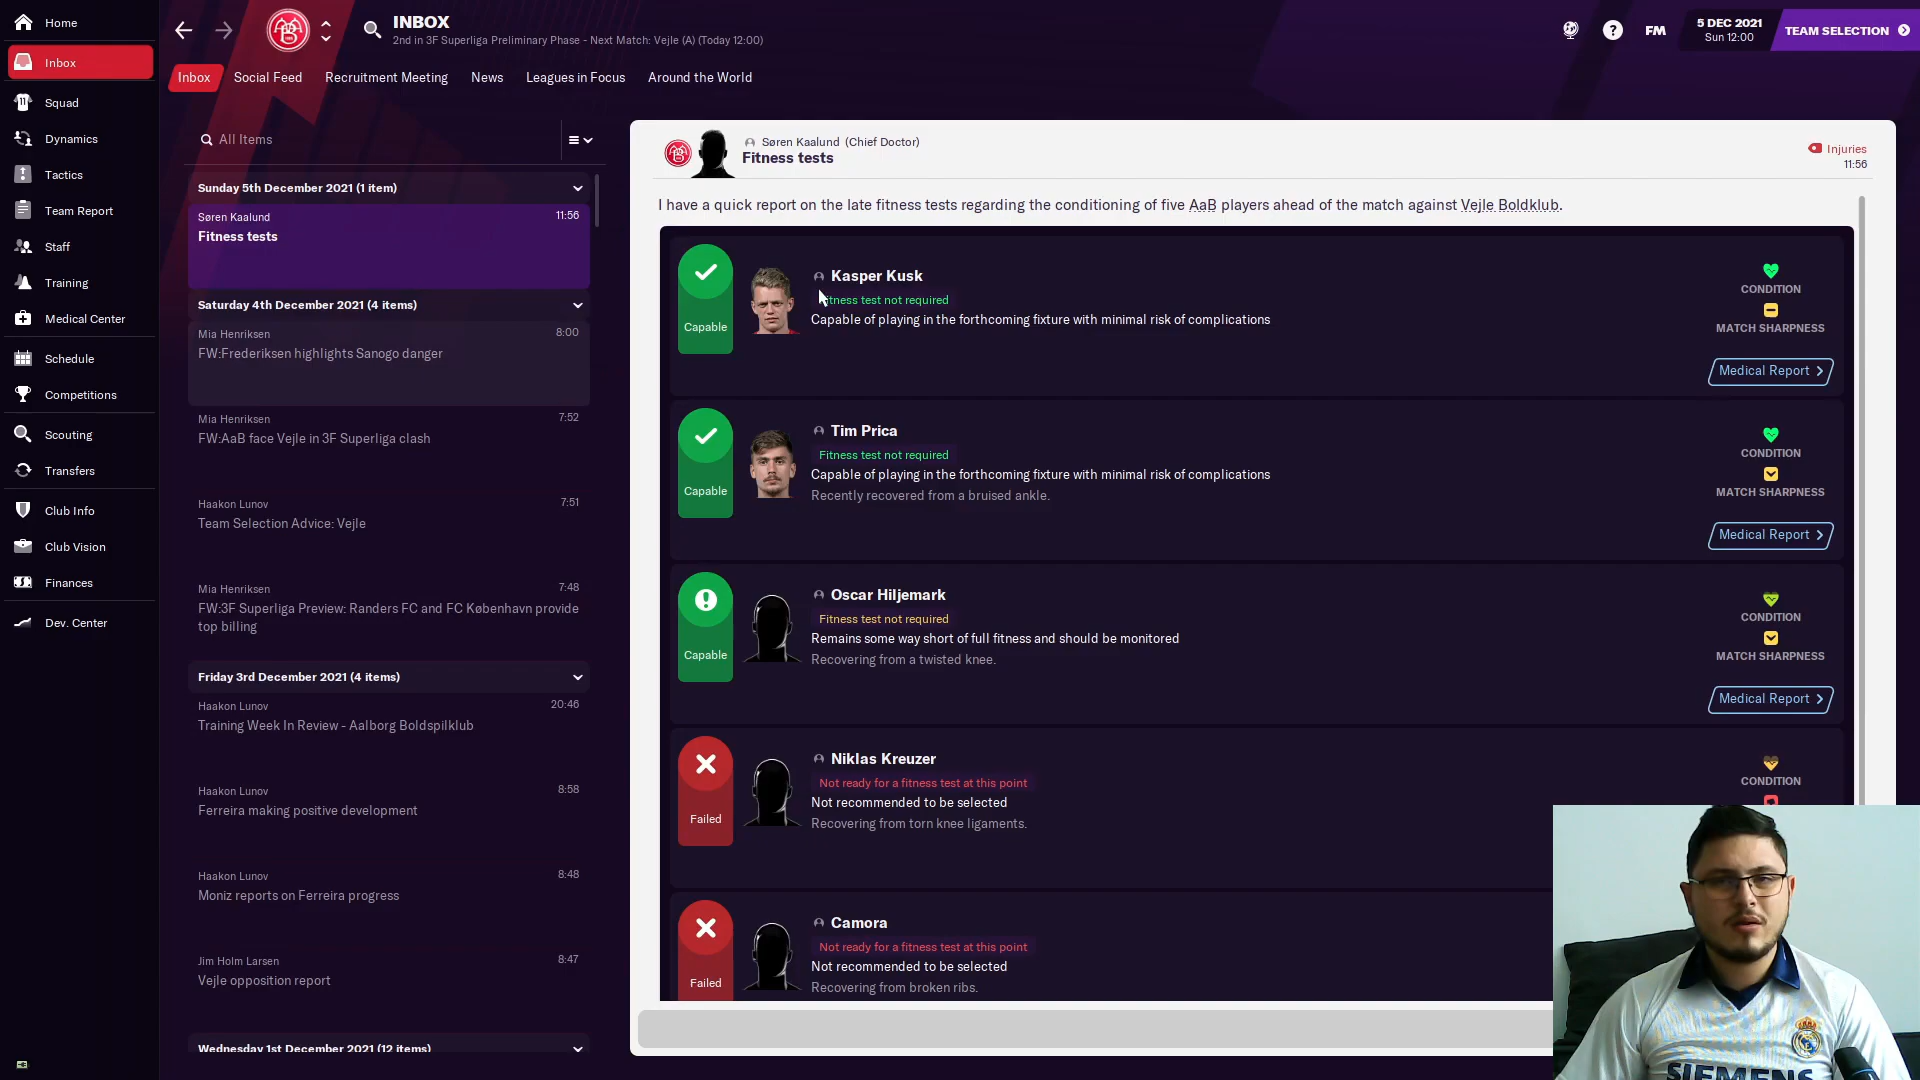 Home
Inbox
Squad
Dynamics
Tactics
Team Report
Staff
Training
Medical Center
Schedule
Competitions
Scouting
Transfers
Club Info
Club Vision
Finances
Dev. Center
INBOX
2nd in 3F Superliga Preliminary Phase - Next Match: Vejle (A) (Today 12:00)
FM
5 DEC 2021
Sun 12:00
TEAM SELECTION
Inbox
Social Feed
Recruitment Meeting
News
Leagues in Focus
Around the World
All Items
Sunday 5th December 2021 (1 item)
Søren Kaalund 11:56
Fitness tests
Saturday 4th December 2021 (4 items)
Mia Henriksen 8:00
FW:Frederiksen highlights Sanogo danger
Mia Henriksen 7:52
FW:AaB face Vejle in 3F Superliga clash
Haakon Lunov 7:51
Team Selection Advice: Vejle
Mia Henriksen 7:48
FW:3F Superliga Preview: Randers FC and FC København provide
top billing
Friday 3rd December 2021 (4 items)
Haakon Lunov 20:46
Training Week In Review - Aalborg Boldspilklub
Haakon Lunov 8:58
Ferreira making positive development
Haakon Lunov 8:48
Moniz reports on Ferreira progress
Jim Holm Larsen 8:47
Vejle opposition report
Wednesday 1st December 2021 (12 items)
Søren Kaalund (Chief Doctor)
Fitness tests
Injuries
11:56
I have a quick report on the late fitness tests regarding the conditioning of five AaB players ahead of the match against Vejle Boldklub.
Capable
Kasper Kusk
Fitness test not required
Capable of playing in the forthcoming fixture with minimal risk of complications
CONDITION
MATCH SHARPNESS
Medical Report
Capable
Tim Prica
Fitness test not required
Capable of playing in the forthcoming fixture with minimal risk of complications
Recently recovered from a bruised ankle.
CONDITION
MATCH SHARPNESS
Medical Report
Capable
Oscar Hiljemark
Fitness test not required
Remains some way short of full fitness and should be monitored
Recovering from a twisted knee.
CONDITION
MATCH SHARPNESS
Medical Report
Failed
Niklas Kreuzer
Not ready for a fitness test at this point
Not recommended to be selected
Recovering from torn knee ligaments.
CONDITION
Failed
Camora
Not ready for a fitness test at this point
Not recommended to be selected
Recovering from broken ribs.
SIEMENS